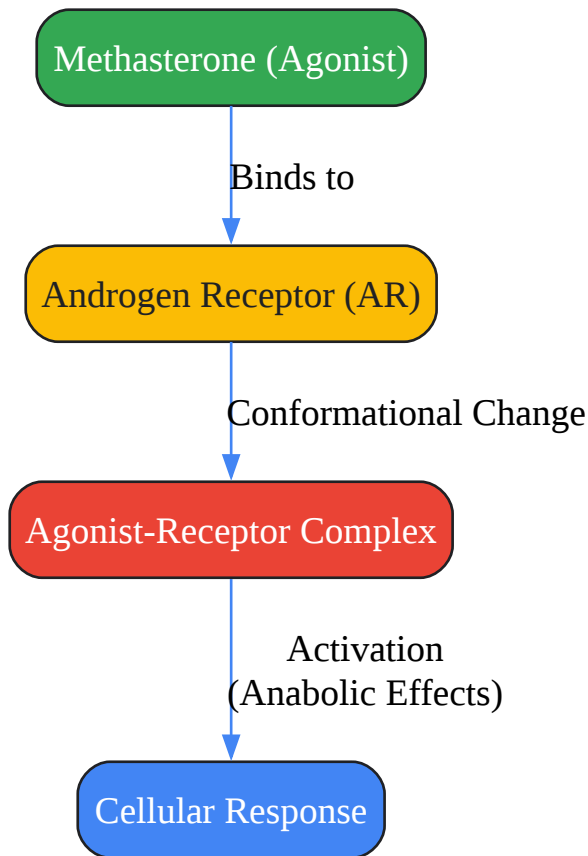 Methasterone (Agonist)
Binds to
Androgen Receptor (AR)
Conformational Change
Agonist-Receptor Complex
Activation
(Anabolic Effects)
Cellular Response